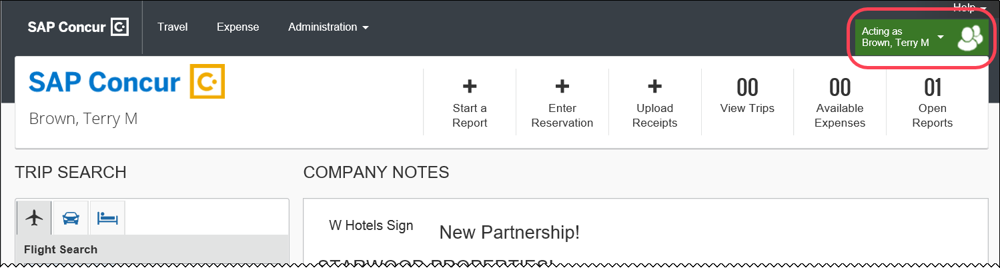 Help
SAP Concur C
Travel
Expense
Administration
Acting as
Brown, Terry M
SAP Concur C
Brown, Terry M
Start a
Report
Enter
Reservation
Upload
Receipts
00
View Trips
00
Available
Expenses
01
Open
Reports
TRIP SEARCH
Flight Search
COMPANY NOTES
W Hotels Sign
New Partnership!
STARWOOD PROPERTIES!